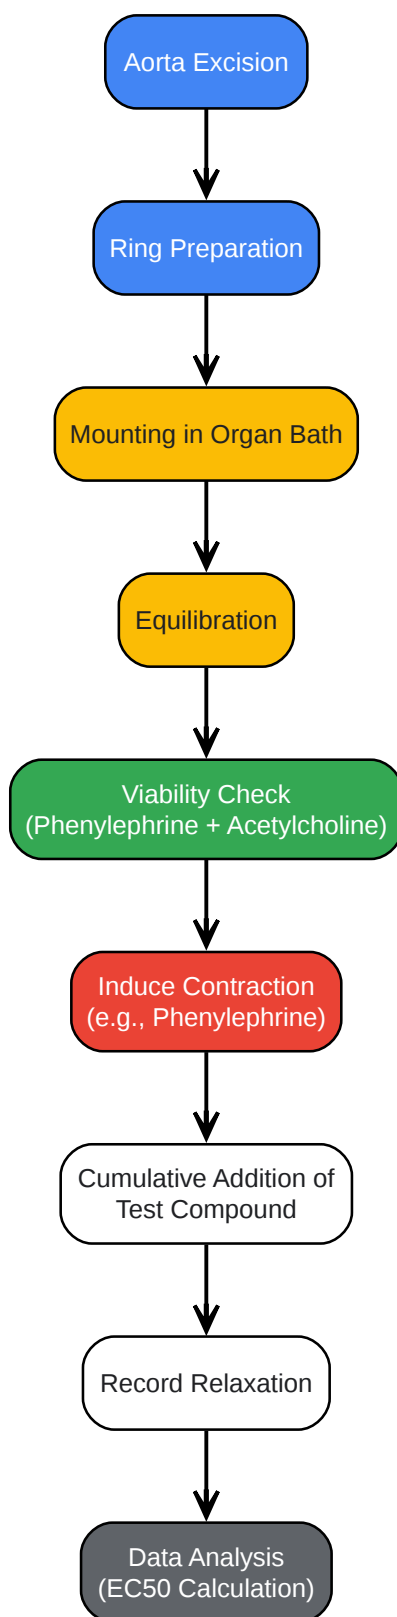 Aorta Excision
Ring Preparation
Mounting in Organ Bath
Equilibration
Viability Check
(Phenylephrine + Acetylcholine)
Induce Contraction
(e.g., Phenylephrine)
Cumulative Addition of
Test Compound
Record Relaxation
Data Analysis
(EC50 Calculation)